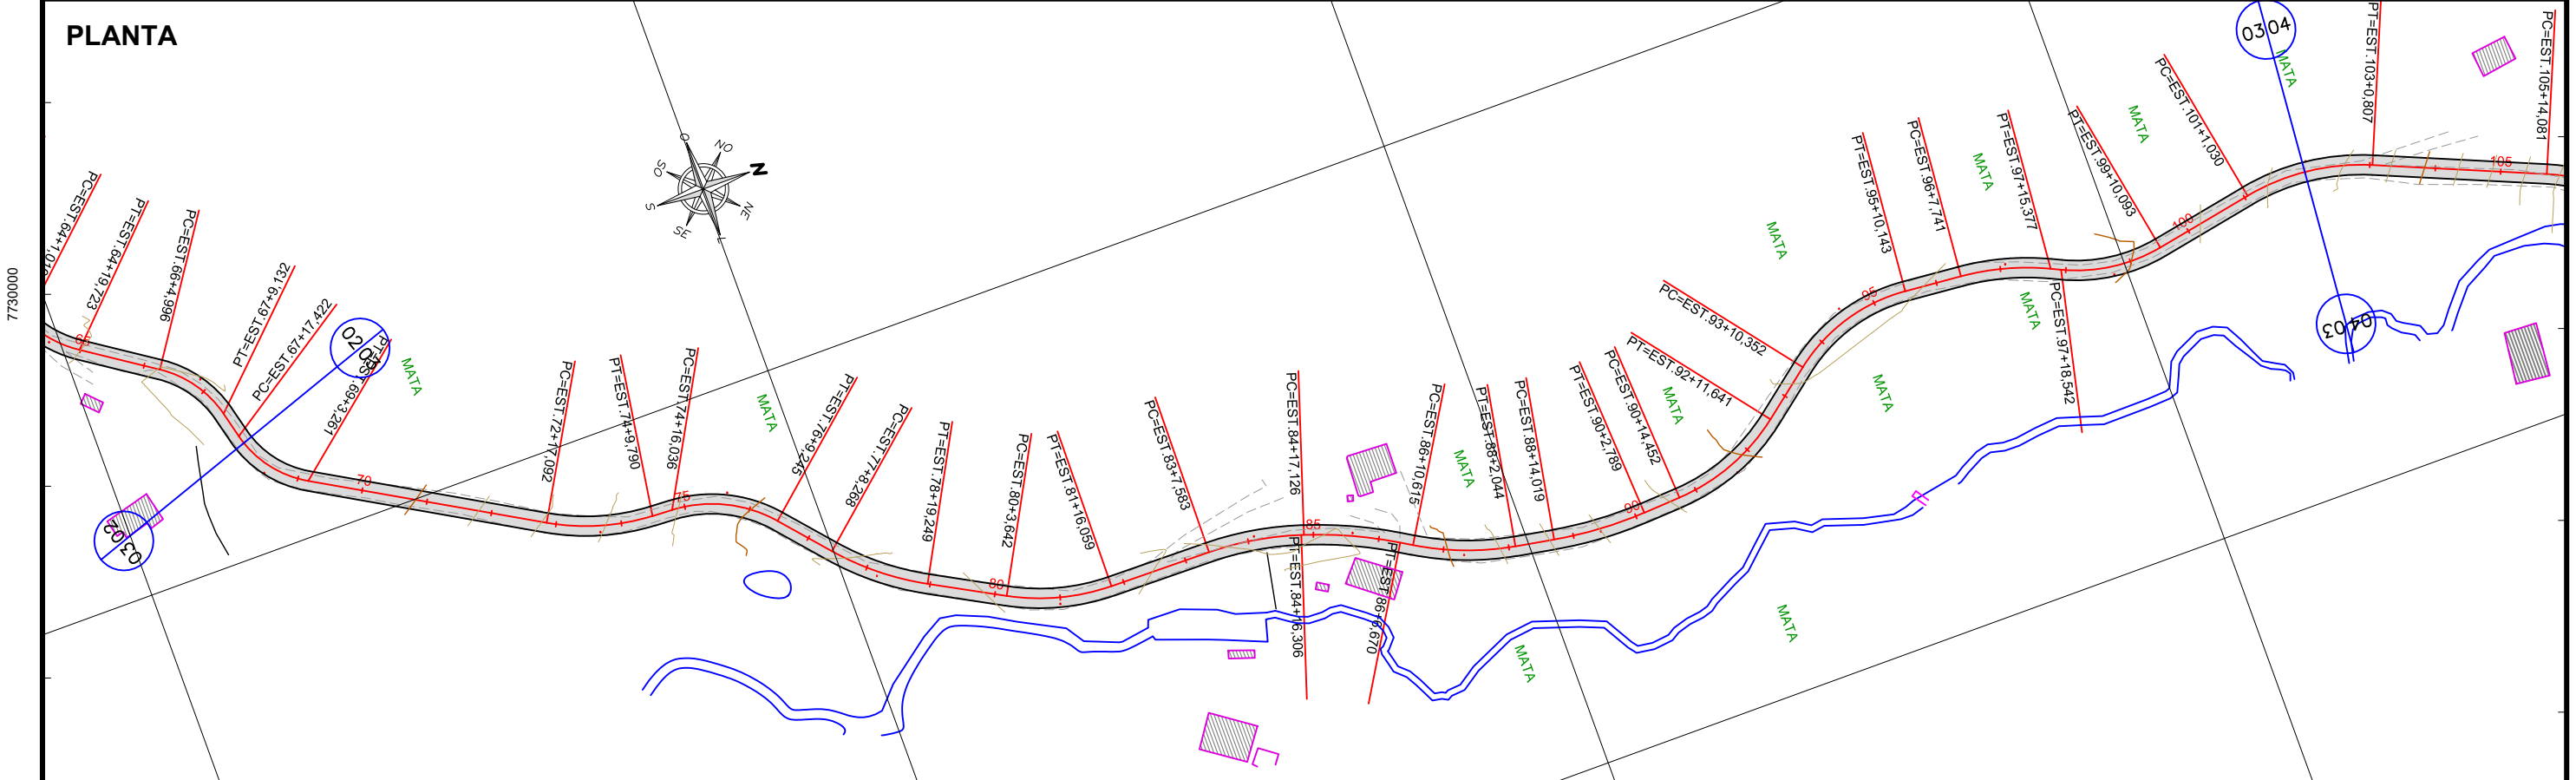 PLANTA
7730000
PT=EST.64+19,723
PC=EST.66+4,996
PT=EST.67+6,132
PC=EST.67+17,422
02
MATA
02
03
03
70
PC=EST.72+17,092
PT=EST.74+9,790
PC=EST.74+16,036
75
MATA
O
NO
N
NE
L
SE
S
SO
PT=EST.76+9,245
PC=EST.77+8,268
PT=EST.78+19,249
PC=EST.80+3,642
80
PT=EST.81+16,059
PC=EST.83+7,583
PC=EST.84+17,126
85
PT=EST.84+16,306
PT=EST.86+6,670
PC=EST.86+10,615
MATA
PT=EST.88+2,044
PC=EST.88+14,019
PT=EST.90+2,789
PC=EST.90+14,452
90
MATA
MATA
PT=EST.92+11,641
PC=EST.93+10,352
MATA
MATA
MATA
95
PT=EST.95+10,143
PC=EST.96+7,741
MATA
PT=EST.97+15,377
MATA
PC=EST.97+18,542
PT=EST.99+10,093
MATA
100
PC=EST.101+1,030
03
04
MATA
04
03
PT=EST.103+0,807
105
PC=EST.105+14,081